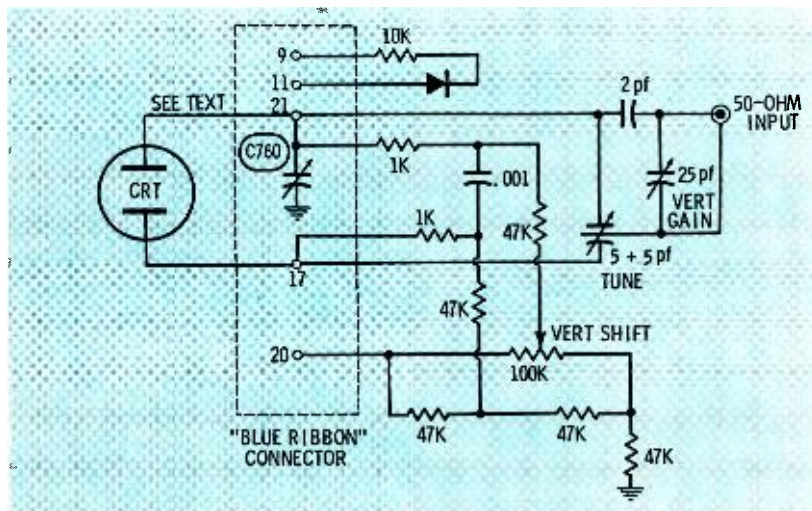 10K
9
11
2 pf
SEE TEXT
21
50-OHM
INPUT
C760
1K
25 pf
CRT
.001
VERT
GAIN
1K
47K
5 + 5 pf
17
TUNE
47K
VERT SHIFT
20
100K
47K
47K
"BLUE RIBBON"
CONNECTOR
47K